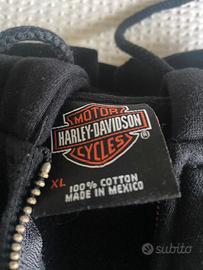 MOTOR
HARLEY-DAVIDSON
®
CYCLES
XL
100% COTTON
MADE IN MEXICO
subito